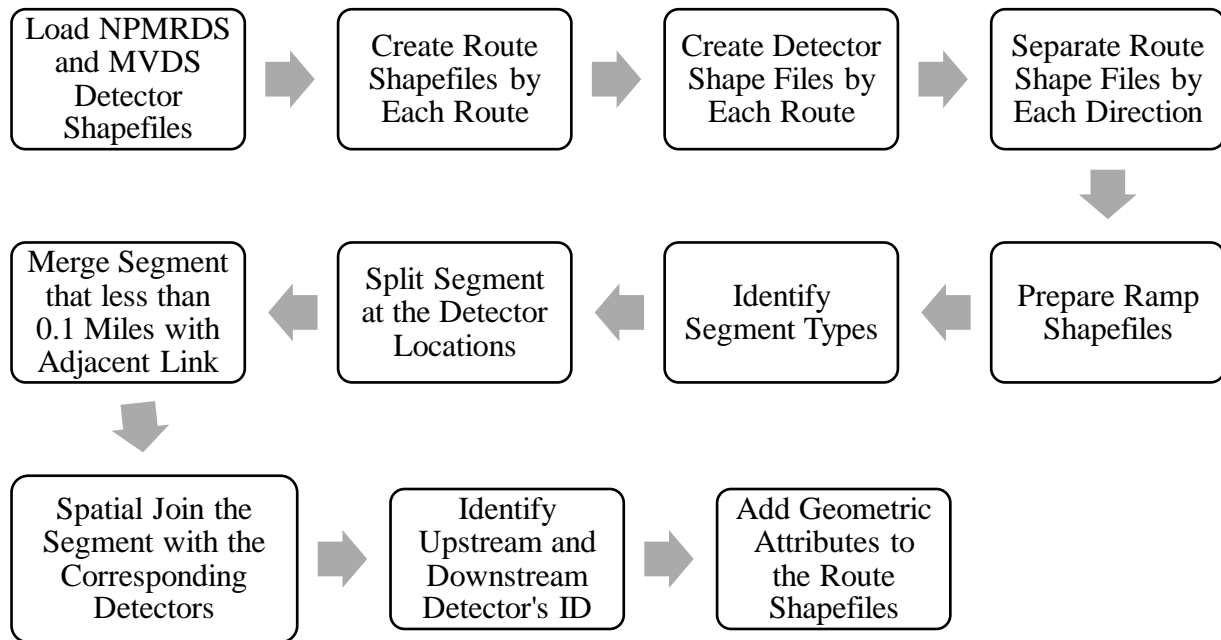 Load NPMRDS
and MVDS
Detector
Shapefiles
Create Route
Shapefiles by
Each Route
Create Detector
Shape Files by
Each Route
Separate Route
Shape Files by
Each Direction
Prepare Ramp
Shapefiles
Identify
Segment Types
Split Segment
at the Detector
Locations
Merge Segment
that less than
0.1 Miles with
Adjacent Link
Spatial Join the
Segment with the
Corresponding
Detectors
Identify
Upstream and
Downstream
Detector's ID
Add Geometric
Attributes to
the Route
Shapefiles